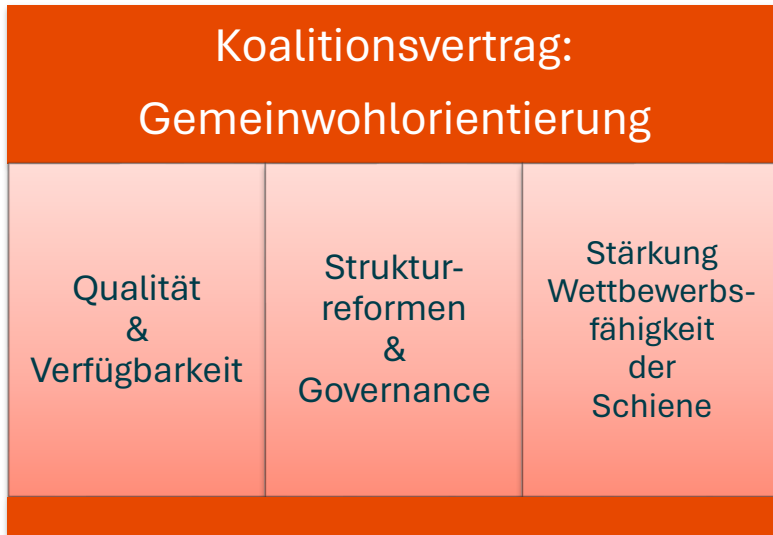 Koalitionsvertrag:
Gemeinwohlorientierung
Qualität
&
Verfügbarkeit
Struktur-
reformen
&
Governance
Stärkung
Wettbewerbs-
fähigkeit
der
Schiene